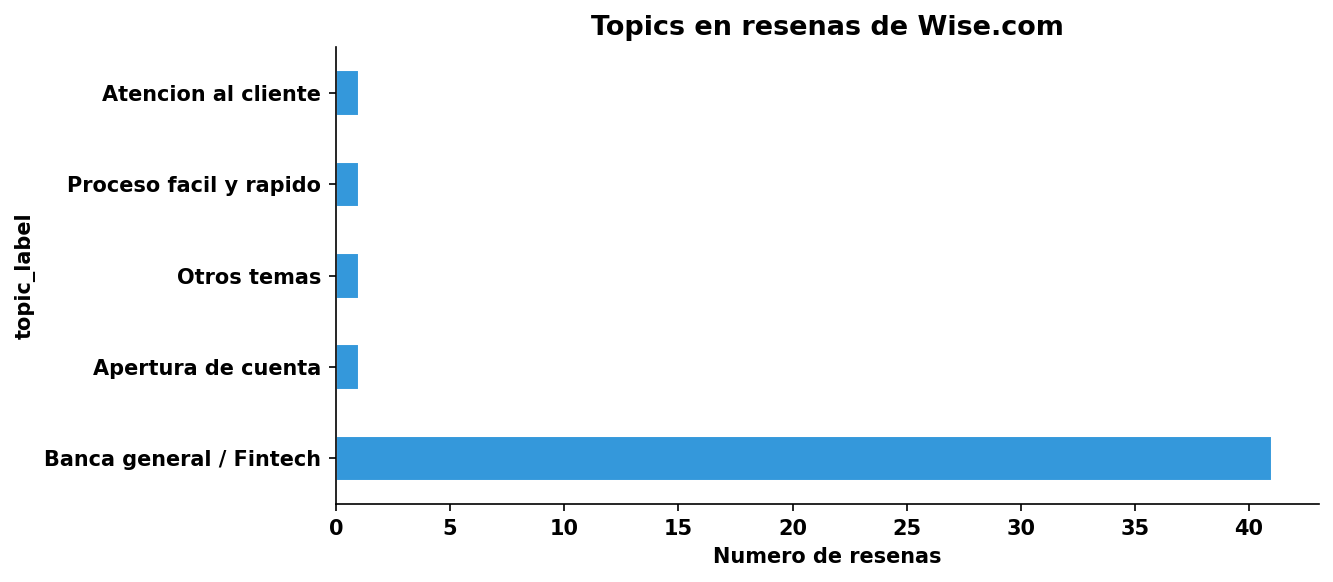 Topics en resenas de Wise.com
topic_label
Atencion al cliente
Proceso facil y rapido
Otros temas
Apertura de cuenta
Banca general / Fintech
0 5 10 15 20 25 30 35 40
Numero de resenas